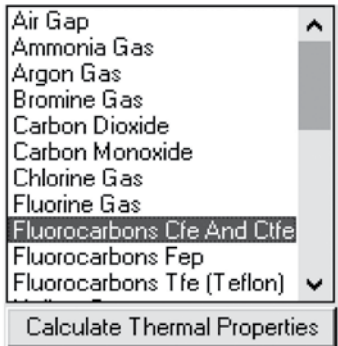 Air Gap
Ammonia Gas
Argon Gas
Bromine Gas
Carbon Dioxide
Carbon Monoxide
Chlorine Gas
Fluorine Gas
Fluorocarbons Cfe And Ctfe
Fluorocarbons Fep
Fluorocarbons Tfe (Teflon)
Calculate Thermal Properties